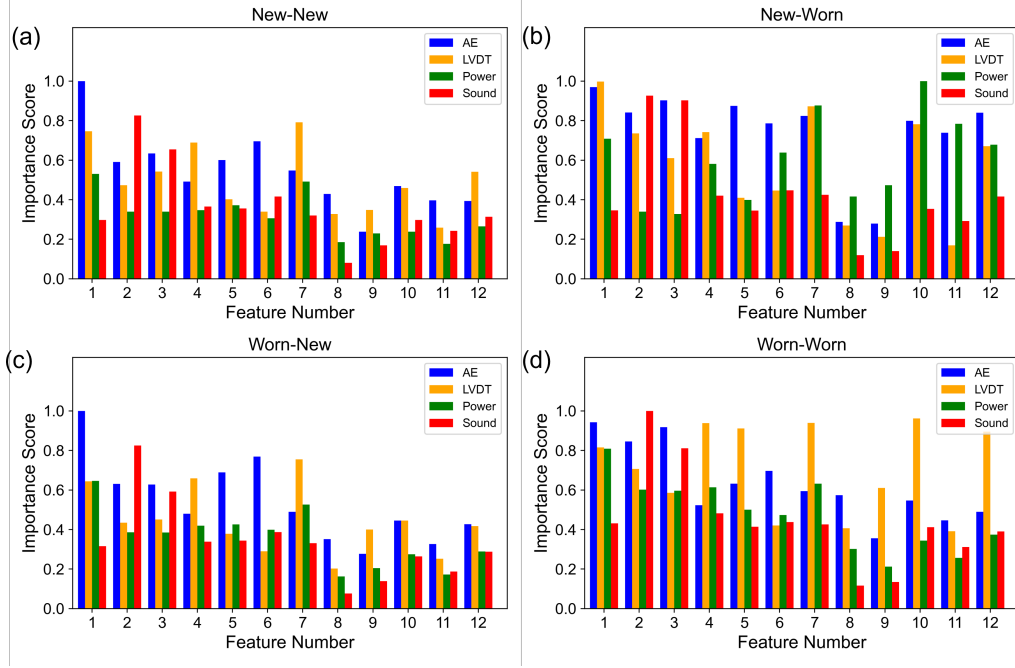 (a)
New-New
Importance Score
1.0
0.8
0.6
0.4
0.2
0.0
AE
LVDT
Power
Sound
1 2 3 4 5 6 7 8 9 10 11 12
Feature Number
(b)
New-Worn
Importance Score
1.0
0.8
0.6
0.4
0.2
0.0
AE
LVDT
Power
Sound
1 2 3 4 5 6 7 8 9 10 11 12
Feature Number
(c)
Worn-New
Importance Score
1.0
0.8
0.6
0.4
0.2
0.0
AE
LVDT
Power
Sound
1 2 3 4 5 6 7 8 9 10 11 12
Feature Number
(d)
Worn-Worn
Importance Score
1.0
0.8
0.6
0.4
0.2
0.0
AE
LVDT
Power
Sound
1 2 3 4 5 6 7 8 9 10 11 12
Feature Number